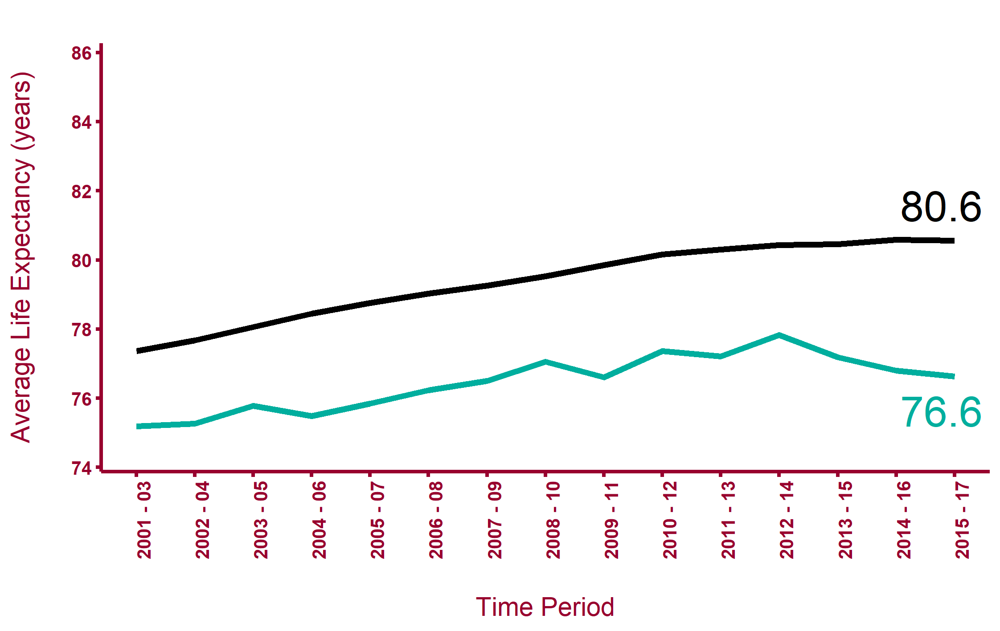 Average Life Expectancy (years)
86
84
82
80
78
76
74
80.6
76.6
2001 - 03
2002 - 04
2003 - 05
2004 - 06
2005 - 07
2006 - 08
2007 - 09
2008 - 10
2009 - 11
2010 - 12
2011 - 13
2012 - 14
2013 - 15
2014 - 16
2015 - 17
Time Period